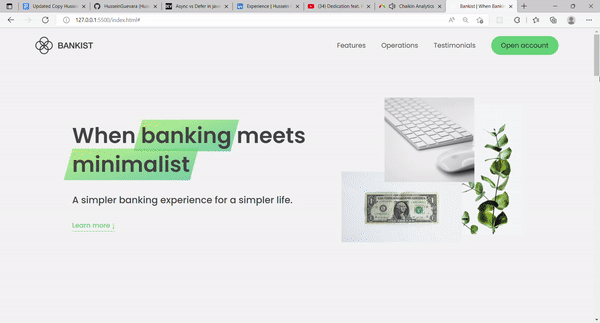 Updated Copy Husse
HusseinGuevara (Hus
Async vs Defer in jav
Experience | Hussein
(34) Dedication feat. N
Chaikin Analytics
Bankist | When Banki
127.0.0.1:5500/index.html#
BANKIST
Features
Operations
Testimonials
Open account
When banking meets
minimalist
A simpler banking experience for a simpler life.
Learn more ↓